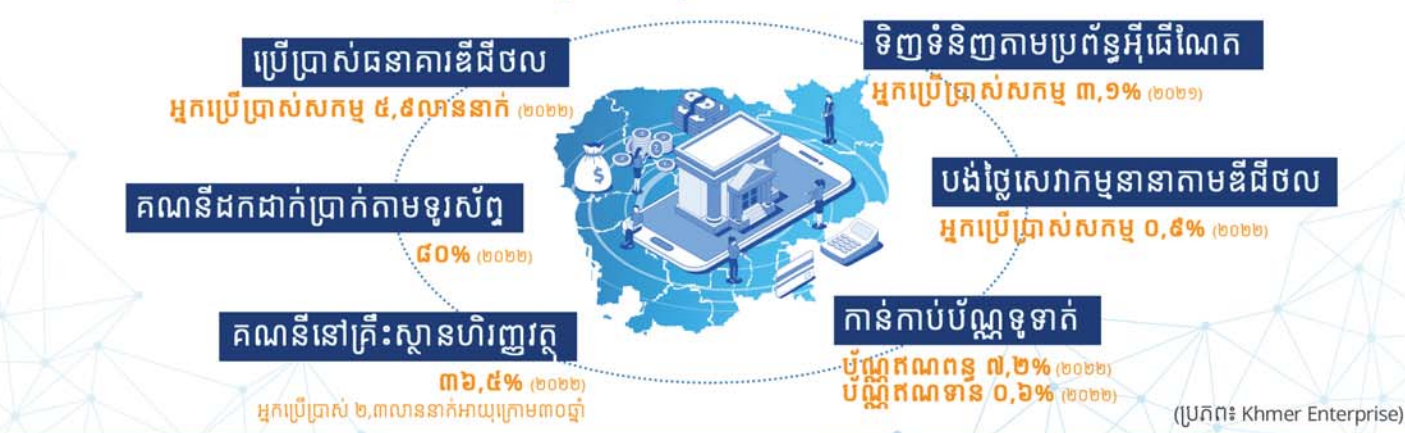 ប្រើប្រាស់ធនាគារឌីជីថល
អ្នកប្រើប្រាស់សកម្ម ៥,៩លាននាក់ (២០២២)
គណនីដកដាក់ប្រាក់តាមទូរស័ព្ទ
៨០% (២០២២)
គណនីនៅគ្រឹះស្ថានហិរញ្ញវត្ថុ
៣៦,៥% (២០២២)
អ្នកប្រើប្រាស់ ២,៣លាននាក់អាយុក្រោម៣០ឆ្នាំ
ទិញទំនិញតាមប្រព័ន្ធអ៊ីធើណែត
អ្នកប្រើប្រាស់សកម្ម ៣,១% (២០២១)
បង់ថ្លៃសេវាកម្មនានាតាមឌីជីថល
អ្នកប្រើប្រាស់សកម្ម ០,៩% (២០២២)
កាន់កាប់ប័ណ្ណទូទាត់
ប័ណ្ណឥណពន្ធ ៧,២% (២០២២)
ប័ណ្ណឥណទាន ០,៦% (២០២២)
(ប្រភព៖ Khmer Enterprise)